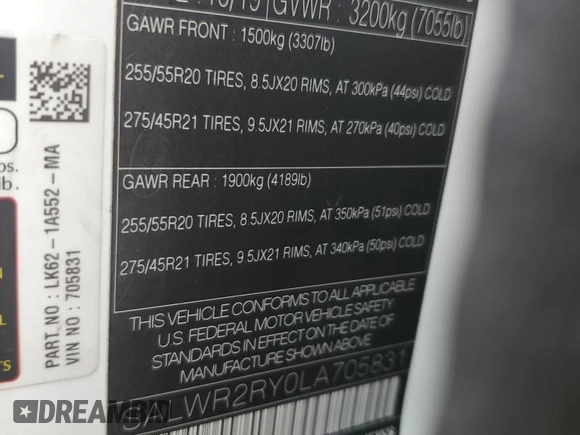 GVWR : 3200kg (7055lb)
GAWR FRONT : 1500kg (3307lb)
255/55R20 TIRES, 8.5JX20 RIMS, AT 300kPa (44psi) COLD
275/45R21 TIRES, 9.5JX21 RIMS, AT 270kPa (40psi) COLD
GAWR REAR : 1900kg (4189lb)
255/55R20 TIRES, 8.5JX20 RIMS, AT 350kPa (51psi) COLD
275/45R21 TIRES, 9.5JX21 RIMS, AT 340kPa (50psi) COLD
THIS VEHICLE CONFORMS TO ALL APPLICABLE
U.S. FEDERAL MOTOR VEHICLE SAFETY
STANDARDS IN EFFECT ON THE DATE OF
MANUFACTURE SHOWN ABOVE
WR2RY0LA705831
PART NO : LK62 - 1A552 - MA
VIN NO : 705831
lb.
DREAMBID